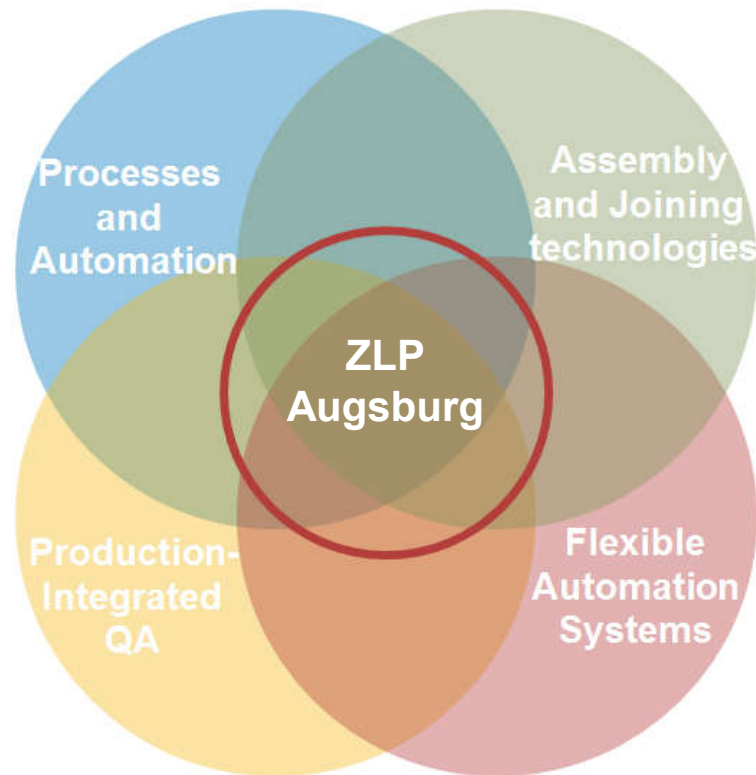 Processes
and
Automation
Assembly
and Joining
technologies
ZLP
Augsburg
Production-
Integrated
QA
Flexible
Automation
Systems